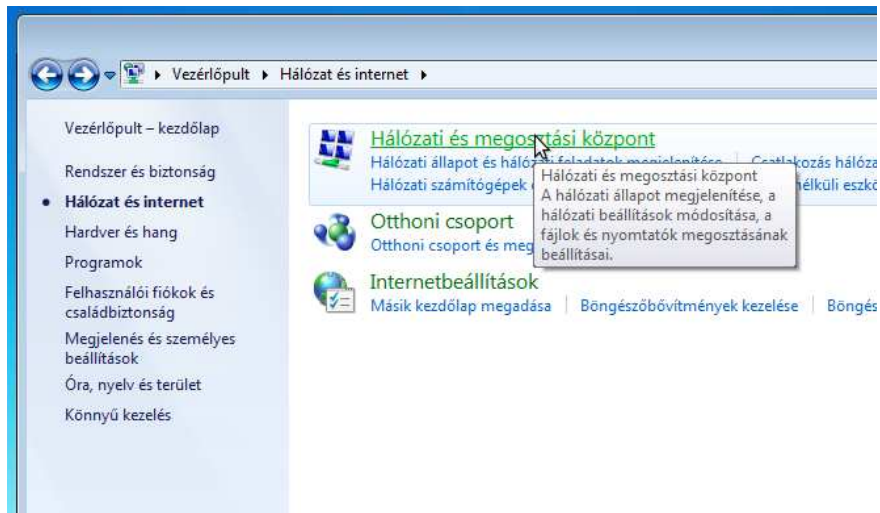 Vezérlőpult Hálózat és internet
Vezérlőpult – kezdőlap
Rendszer és biztonság
Hálózat és internet
Hardver és hang
Programok
Felhasználói fiókok és
családbiztonság
Megjelenés és személyes
beállítások
Óra, nyelv és terület
Könnyű kezelés
Hálózati és megosztási központ
Hálózati állapot és hálózati feladatok megjelenítése Csatlakozás
Hálózati számítógépek
Hálózati és megosztási központ
A hálózati állapot megjelenítése, a
hálózati beállítások módosítása, a
fájlok és nyomtatók megosztásának
beállításai.
Otthoni csoport
Otthoni csoport és
Internetbeállítások
Másik kezdőlap megadása Böngészőbővítmények kezelése